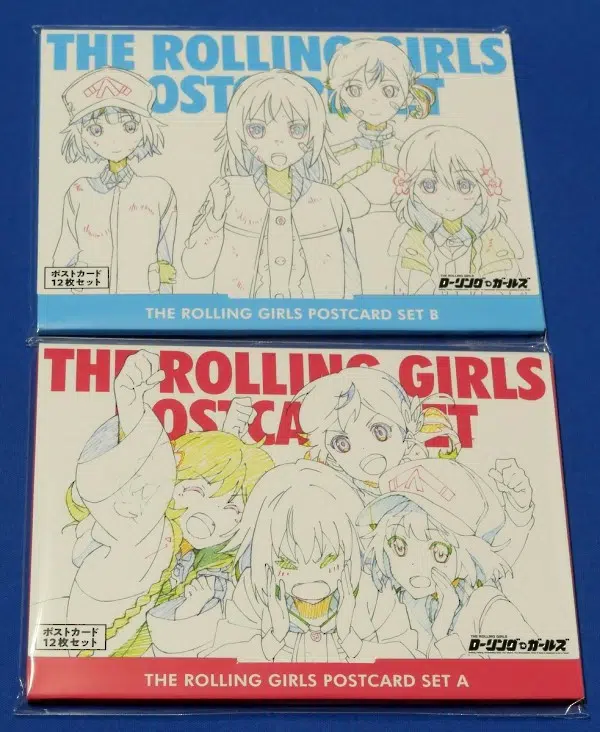 THE ROLLING GIRLS
POSTCARD SET
ポストカード
12枚セット
THE ROLLING GIRLS
ローリング☆ガールズ
THE ROLLING GIRLS POSTCARD SET B
THE ROLLING GIRLS
POSTCARD SET
ポストカード
12枚セット
THE ROLLING GIRLS
ローリング☆ガールズ
THE ROLLING GIRLS POSTCARD SET A